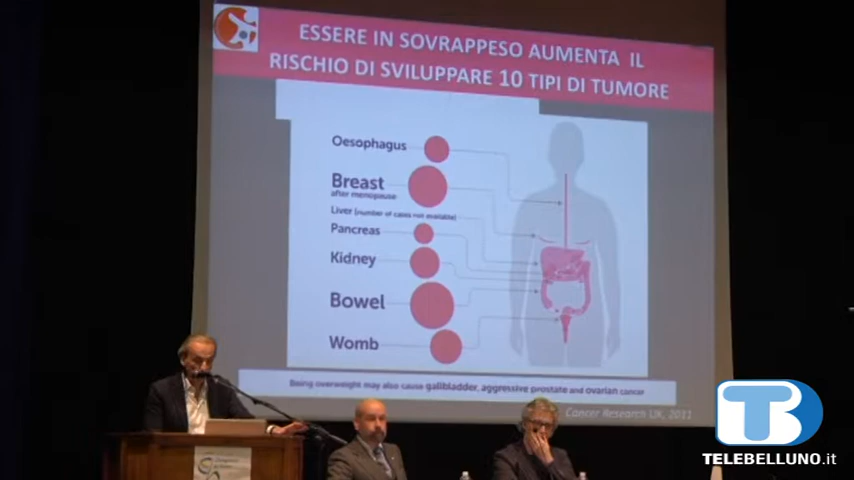 ESSERE IN SOVRAPPESO AUMENTA IL
RISCHIO DI SVILUPPARE 10 TIPI DI TUMORE
Oesophagus
Breast
after menopause
Liver (number of cases not available)
Pancreas
Kidney
Bowel
Womb
Being overweight may also cause gallbladder, aggressive prostate and ovarian cancer
Cancer Research UK, 2011
TB
TELEBELLUNO.it